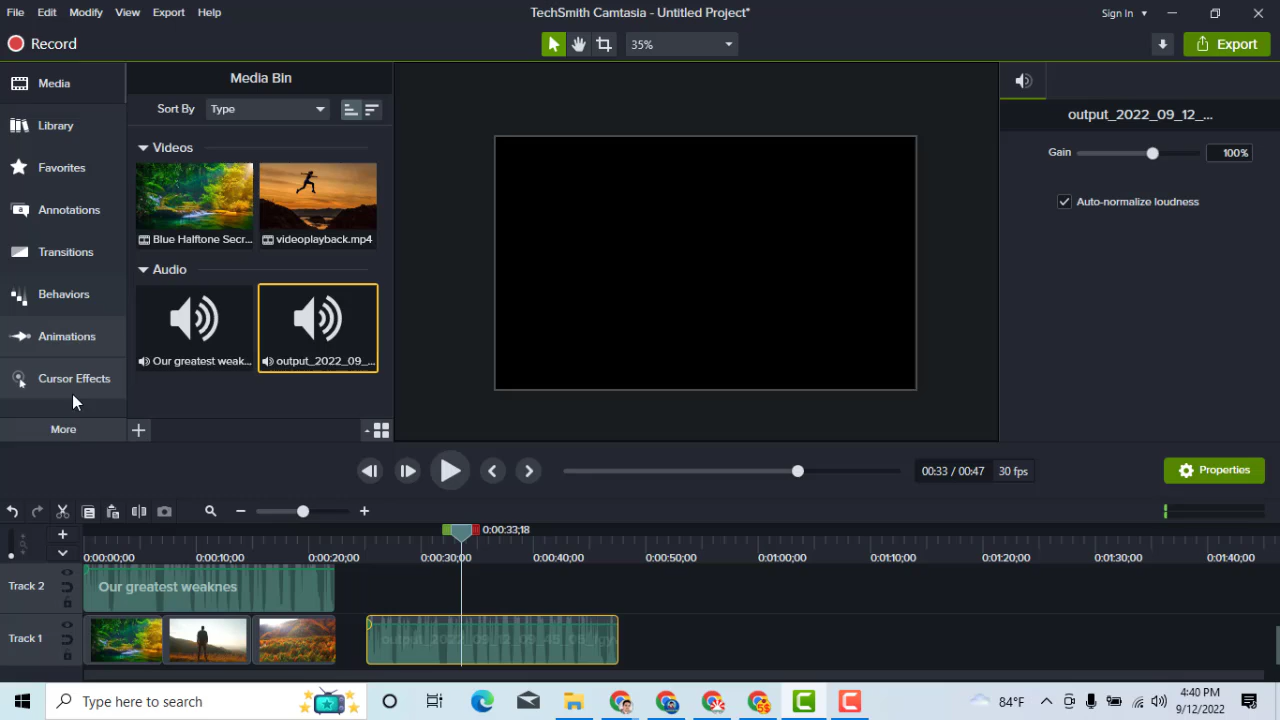 File Edit Modify View Export Help
TechSmith Camtasia - Untitled Project*
Sign In
Record
35%
Export
Media
Library
Favorites
Annotations
Transitions
Behaviors
Animations
Cursor Effects
More
Media Bin
Sort By Type
Videos
Blue Halftone Secr...
videoplayback.mp4
Audio
Our greatest weak...
output_2022_09_...
output_2022_09_12_...
Gain 100%
Auto-normalize loudness
00:33 / 00:47 30 fps
Properties
0:00:33;18
0:00:00;00 0:00:10;00 0:00:20;00 0:00:30;00 0:00:40;00 0:00:50;00 0:01:00;00 0:01:10;00 0:01:20;00 0:01:30;00 0:01:40;00
Track 2
Our greatest weaknes
Track 1
Type here to search
84°F
4:40 PM
9/12/2022